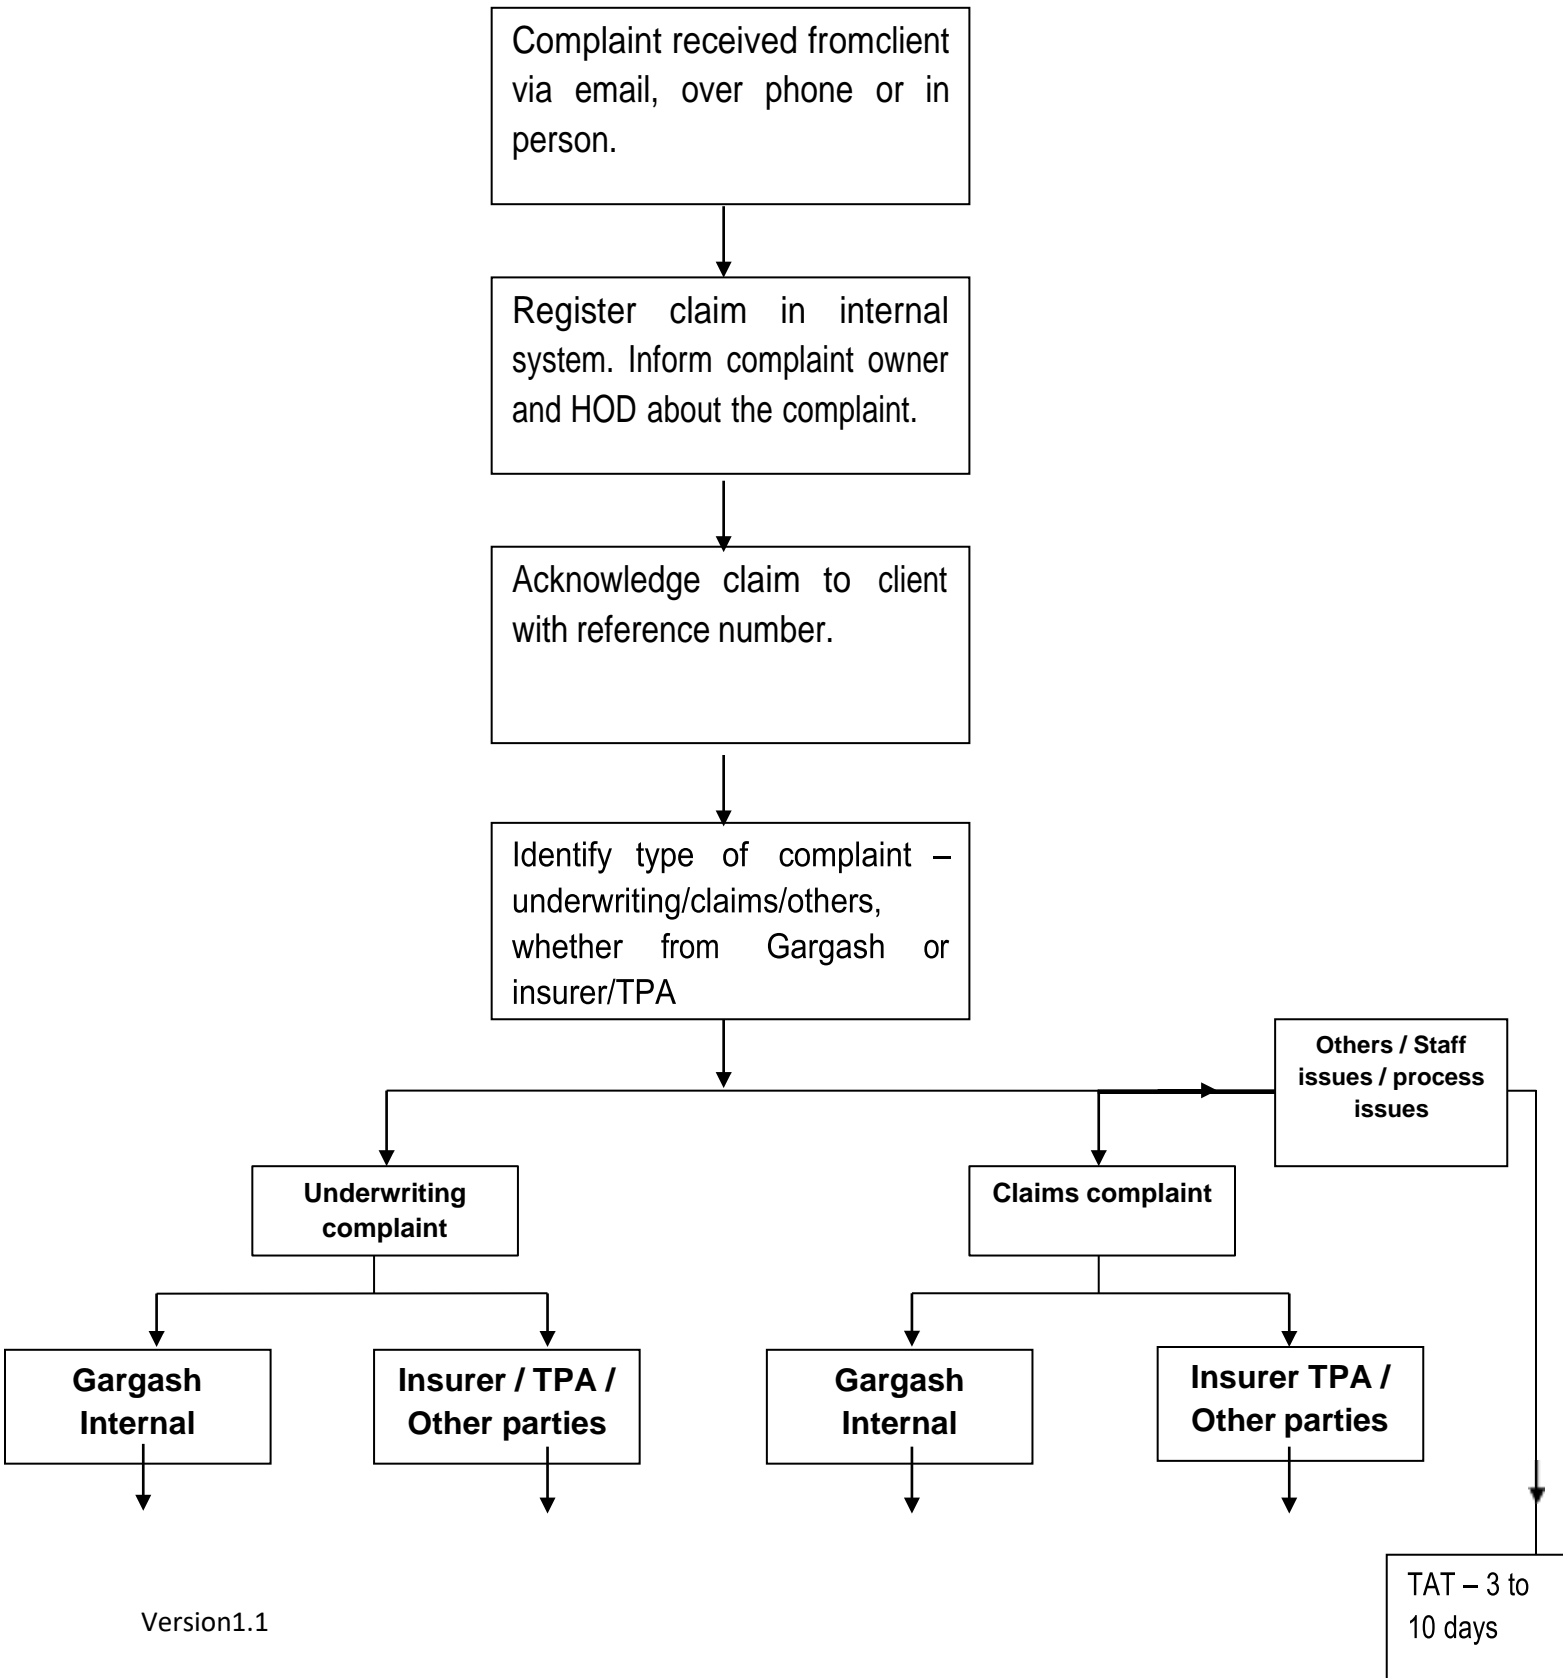 Complaint received fromclient
via email, over phone or in
person.
Register claim in internal
system. Inform complaint owner
and HOD about the complaint.
Acknowledge claim to client
with reference number.
Identify type of complaint –
underwriting/claims/others,
whether from Gargash or
insurer/TPA
Others / Staff
issues / process
issues
Underwriting
complaint
Claims complaint
Gargash
Internal
Insurer / TPA /
Other parties
Gargash
Internal
Insurer TPA /
Other parties
TAT – 3 to
10 days
Version1.1